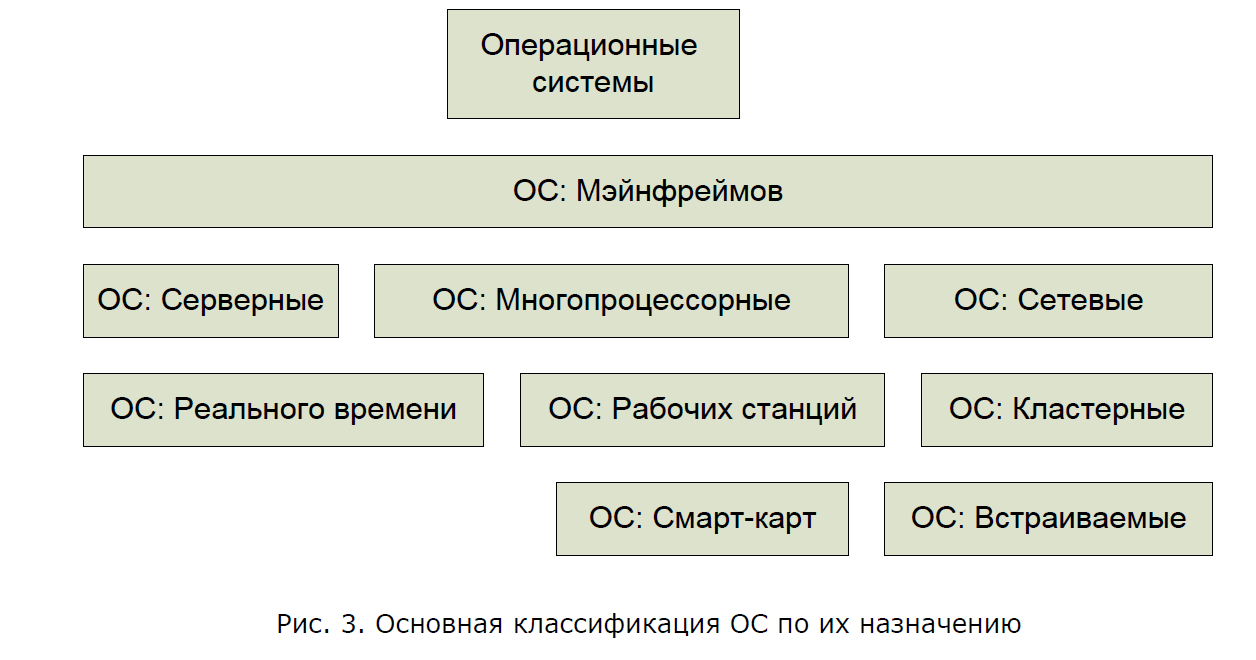 Операционные
системы
ОС: Мэйнфреймов
ОС: Серверные
ОС: Многопроцессорные
ОС: Сетевые
ОС: Реального времени
ОС: Рабочих станций
ОС: Кластерные
ОС: Смарт-карт
ОС: Встраиваемые
Рис. 3. Основная классификация ОС по их назначению